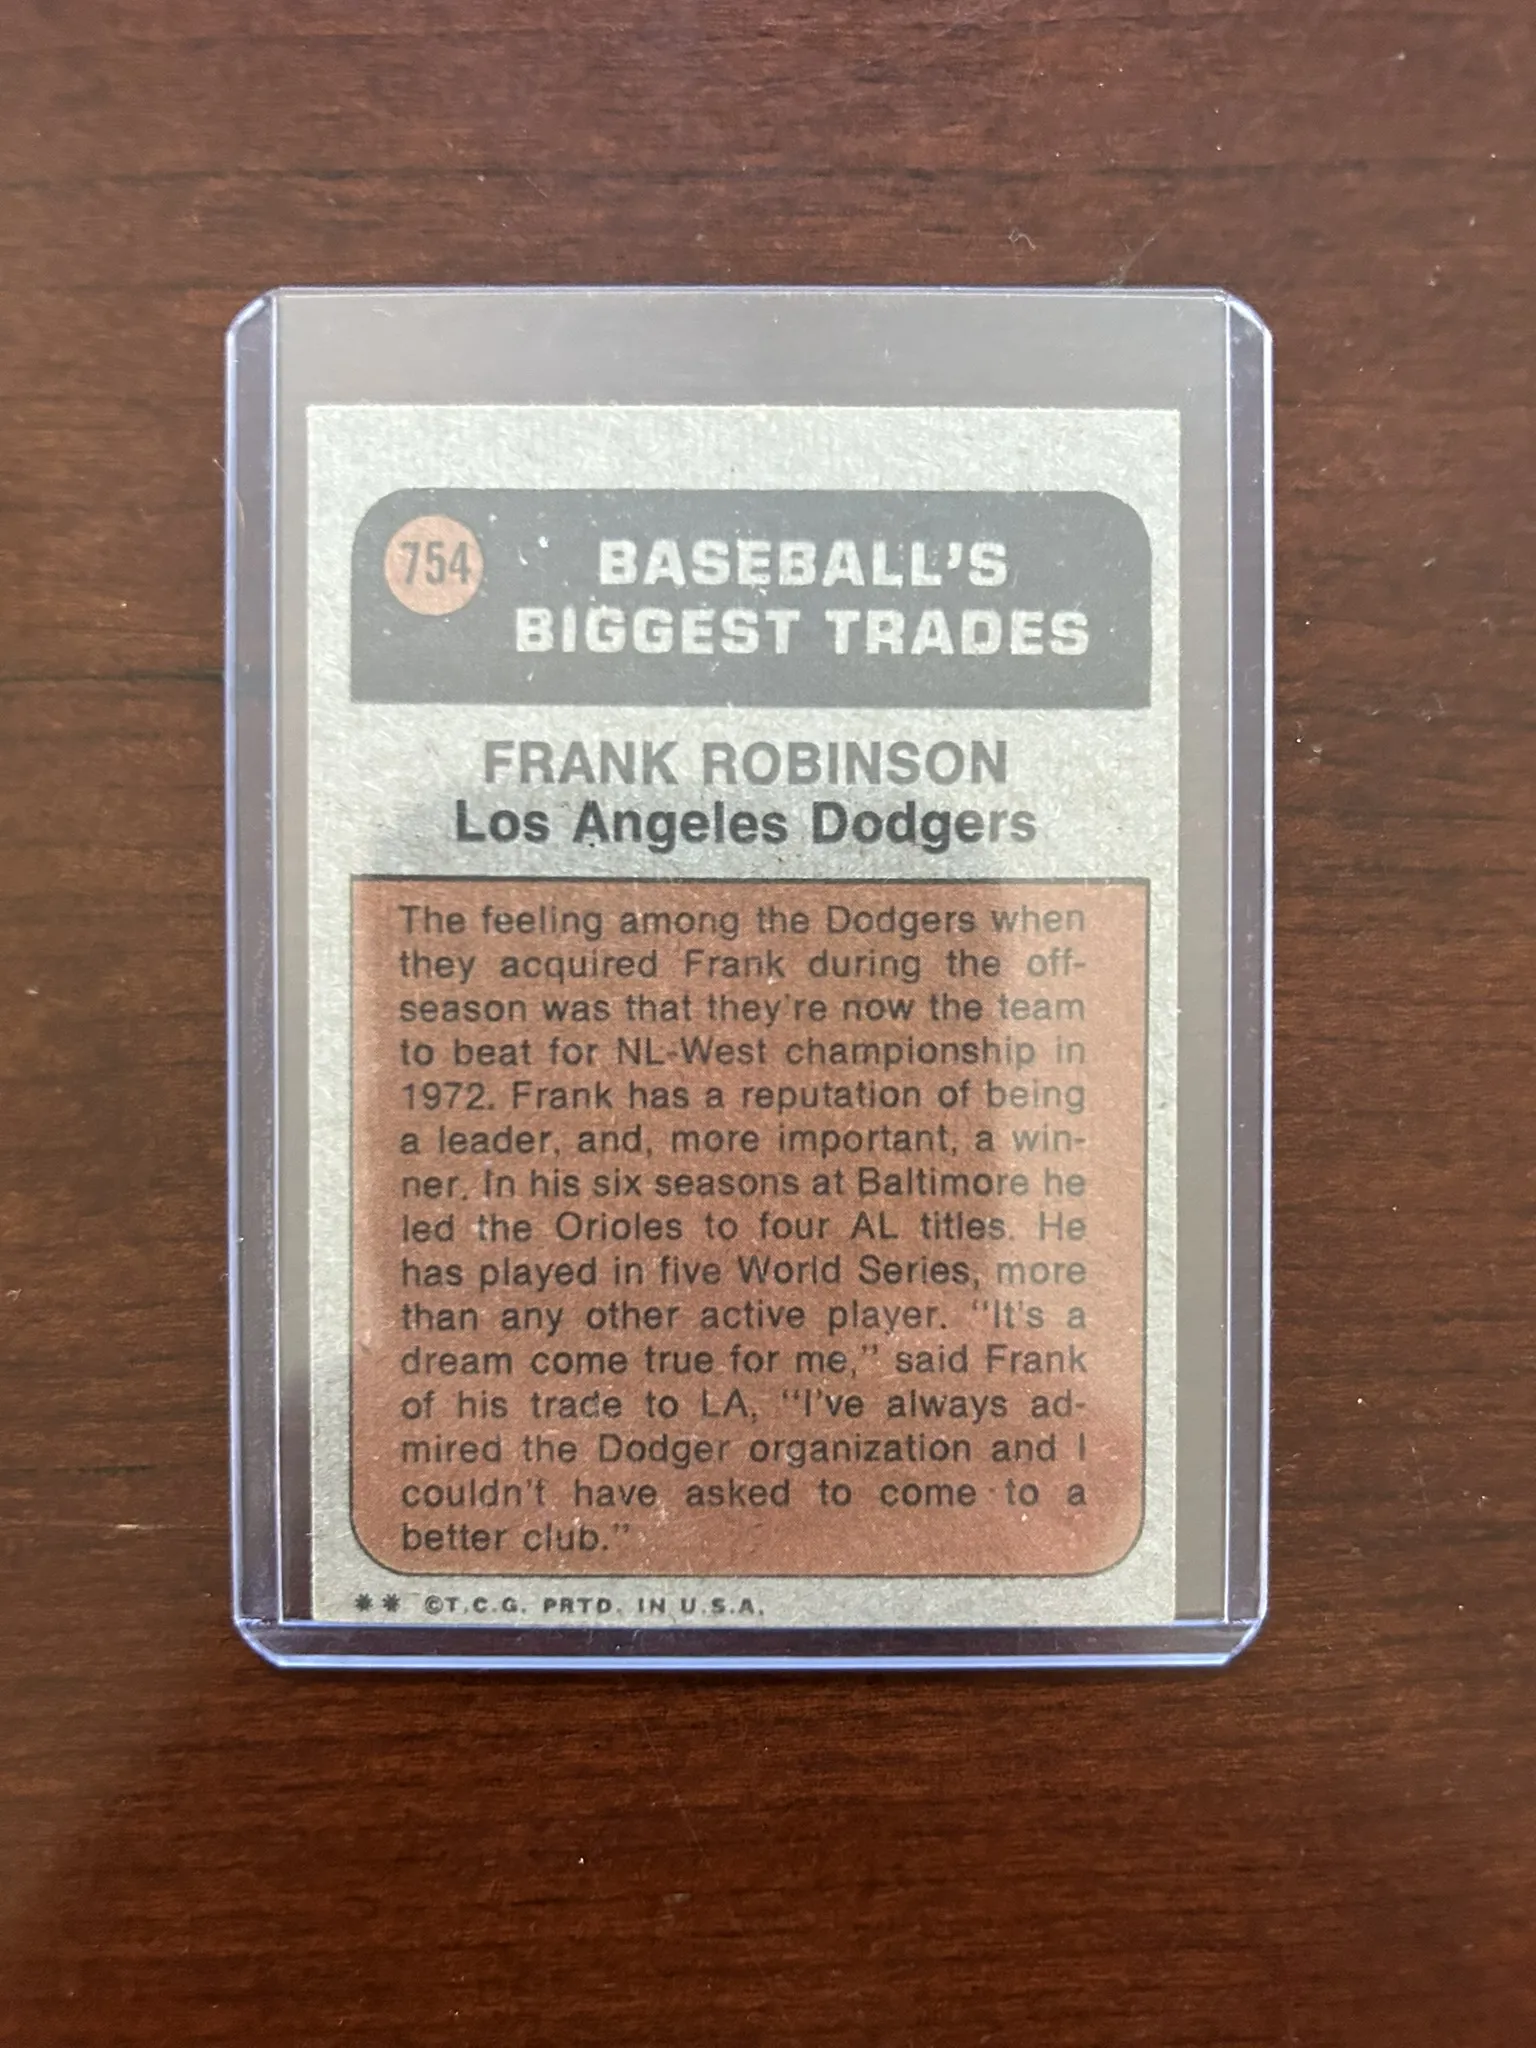 754
BASEBALL'S
BIGGEST TRADES
FRANK ROBINSON
Los Angeles Dodgers
The feeling among the Dodgers when
they acquired Frank during the off-
season was that they're now the team
to beat for NL-West championship in
1972. Frank has a reputation of being
a leader, and, more important, a win-
ner. In his six seasons at Baltimore he
led the Orioles to four AL titles. He
has played in five World Series, more
than any other active player. "It's a
dream come true for me," said Frank
of his trade to LA, "I've always ad-
mired the Dodger organization and I
couldn't have asked to come to a
better club."
** ©T.C.G. PRTD. IN U.S.A.